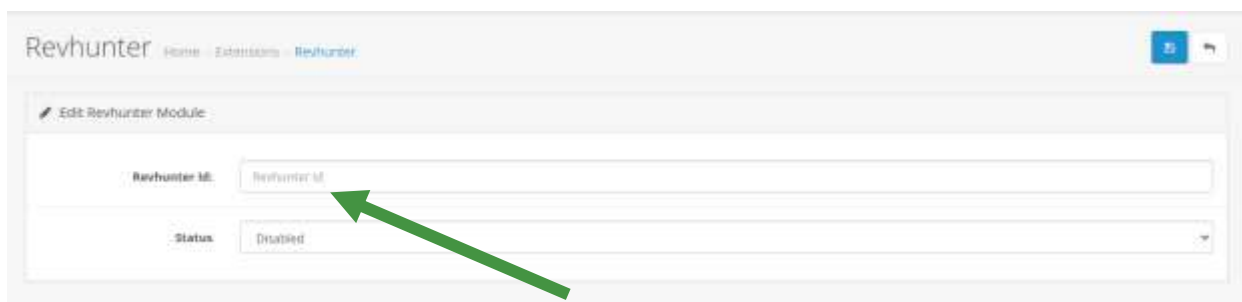 Revhunter Home Extensions Revhunter
Edit Revhunter Module
Revhunter Id:
Revhunter Id
Status
Disabled